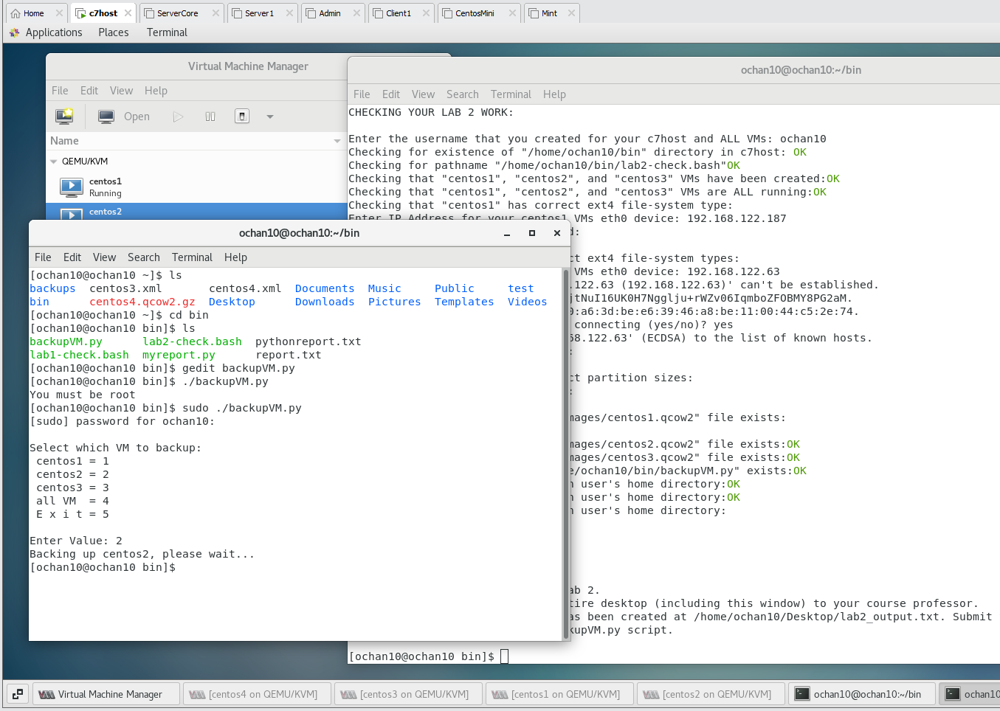 Home c7host ServerCore Server1 Admin Client1 CentosMini Mint
Applications Places Terminal
Virtual Machine Manager
File Edit View Help
Open
Name
QEMU/KVM
centos1
Running
centos2
ochan10@ochan10:~/bin
File Edit View Search Terminal Help
CHECKING YOUR LAB 2 WORK:
Enter the username that you created for your c7host and ALL VMs: ochan10
Checking for existence of "/home/ochan10/bin" directory in c7host: OK
Checking for pathname "/home/ochan10/bin/lab2-check.bash"OK
Checking that "centos1", "centos2", and "centos3" VMs have been created:OK
Checking that "centos1", "centos2", and "centos3" VMs are ALL running:OK
Checking that "centos1" has correct ext4 file-system type:
Enter IP Address for your centos1 VMs eth0 device: 192.168.122.187
d:
ct ext4 file-system types:
VMs eth0 device: 192.168.122.63
.122.63 (192.168.122.63)' can't be established.
jtNuI16UK0H7Ngglju+rWZv06IqmboZFOBMY8PG2aM.
0:a6:3d:be:e6:39:46:a8:be:11:00:44:c5:2e:74.
connecting (yes/no)? yes
58.122.63' (ECDSA) to the list of known hosts.
:
ct partition sizes:
:
mages/centos1.qcow2" file exists:
mages/centos2.qcow2" file exists:OK
mages/centos3.qcow2" file exists:OK
e/ochan10/bin/backupVM.py" exists:OK
n user's home directory:OK
n user's home directory:OK
n user's home directory:
ab 2.
tire desktop (including this window) to your course professor.
as been created at /home/ochan10/Desktop/lab2_output.txt. Submit
kupVM.py script.
[ochan10@ochan10 bin]$
ochan10@ochan10:~/bin
File Edit View Search Terminal Help
[ochan10@ochan10 ~]$ ls
backups centos3.xml centos4.xml Documents Music Public test
bin centos4.qcow2.gz Desktop Downloads Pictures Templates Videos
[ochan10@ochan10 ~]$ cd bin
[ochan10@ochan10 bin]$ ls
backupVM.py lab2-check.bash pythonreport.txt
lab1-check.bash myreport.py report.txt
[ochan10@ochan10 bin]$ gedit backupVM.py
[ochan10@ochan10 bin]$ ./backupVM.py
You must be root
[ochan10@ochan10 bin]$ sudo ./backupVM.py
[sudo] password for ochan10:
Select which VM to backup:
centos1 = 1
centos2 = 2
centos3 = 3
all VM = 4
E x i t = 5
Enter Value: 2
Backing up centos2, please wait...
[ochan10@ochan10 bin]$
Virtual Machine Manager [centos4 on QEMU/KVM] [centos3 on QEMU/KVM] [centos1 on QEMU/KVM] [centos2 on QEMU/KVM] ochan10@ochan10:~/bin ochan10